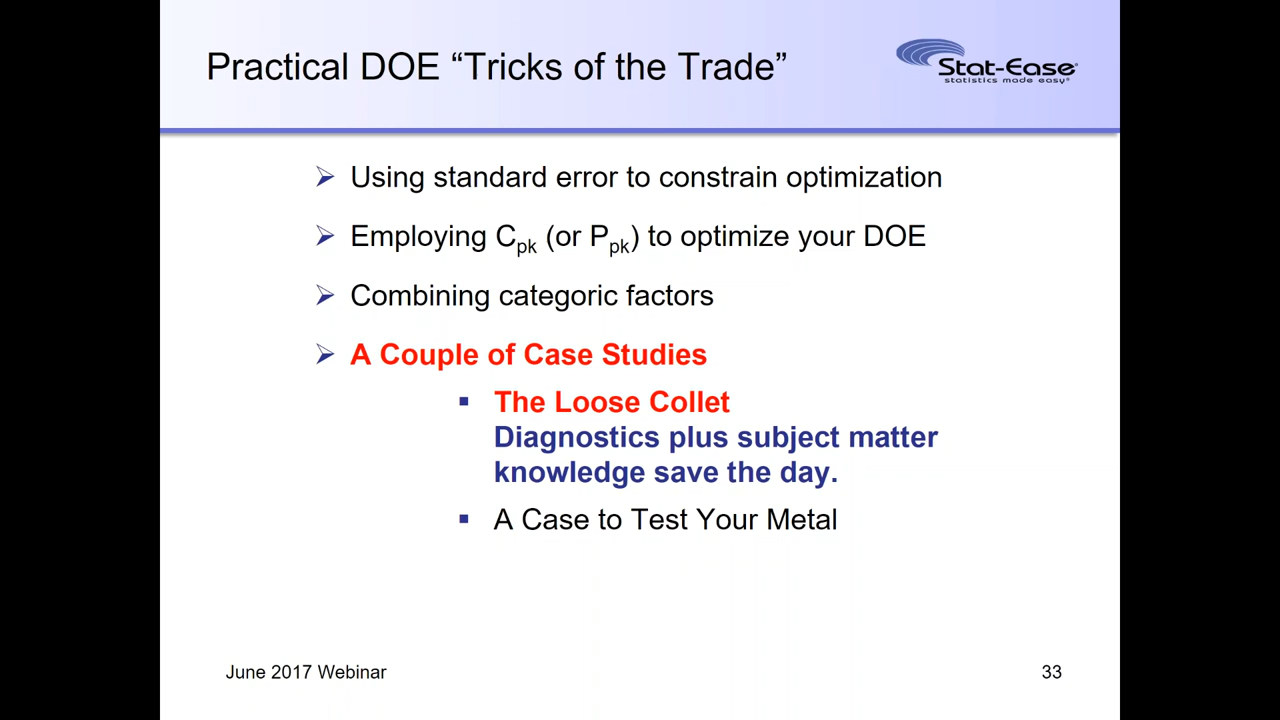 Practical DOE “Tricks of the Trade”
Stat-Ease
statistics made easy®
Using standard error to constrain optimization
Employing Cpk (or Ppk) to optimize your DOE
Combining categoric factors
A Couple of Case Studies
The Loose Collet
Diagnostics plus subject matter
knowledge save the day.
A Case to Test Your Metal
June 2017 Webinar
33